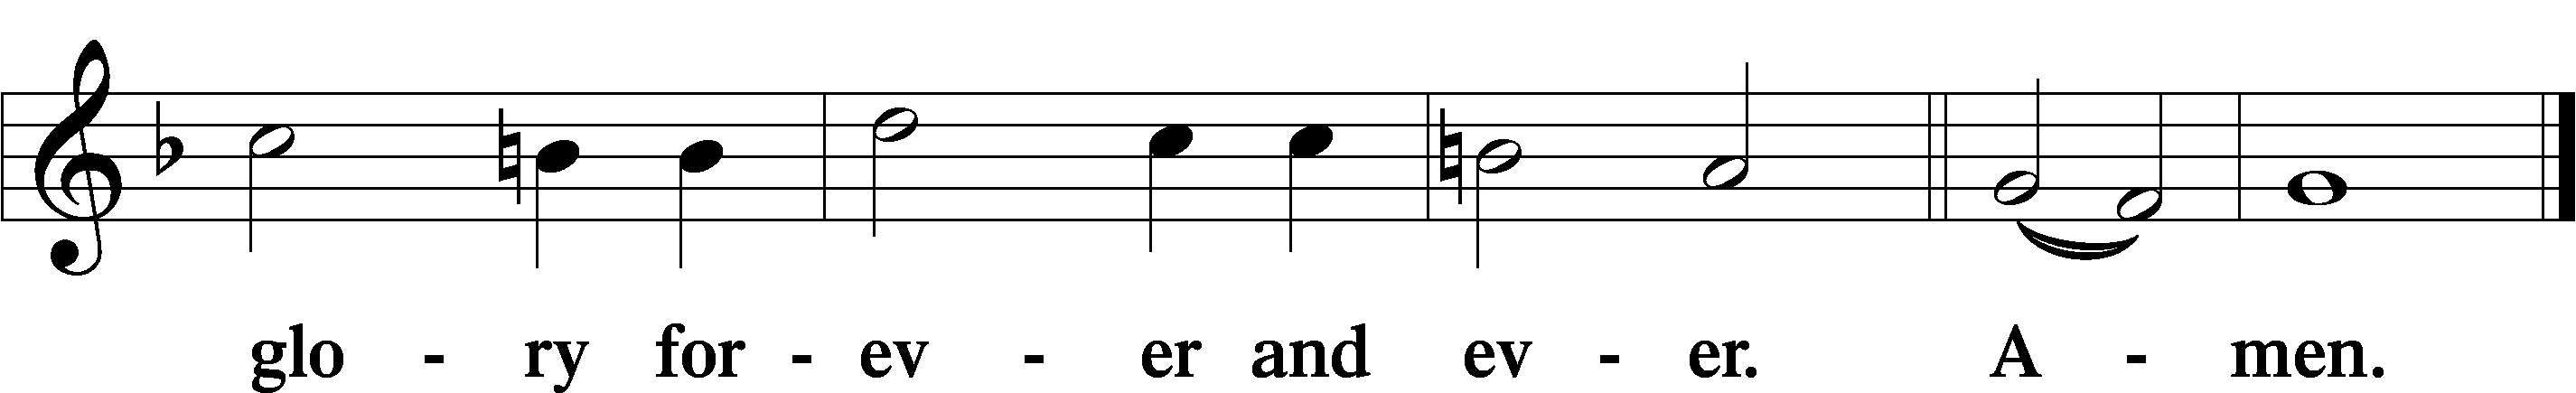 glo - ry for - ev - er and ev - er. A - men.